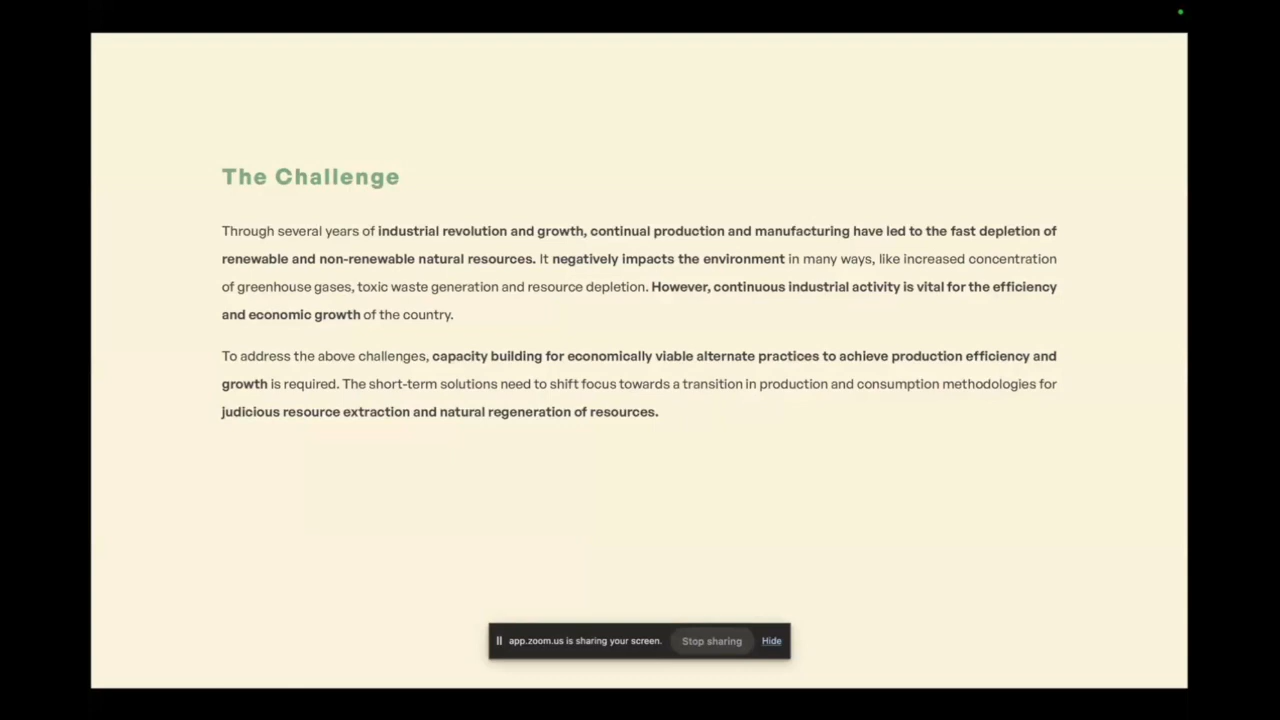 The Challenge
Through several years of industrial revolution and growth, continual production and manufacturing have led to the fast depletion of
renewable and non-renewable natural resources. It negatively impacts the environment in many ways, like increased concentration
of greenhouse gases, toxic waste generation and resource depletion. However, continuous industrial activity is vital for the efficiency
and economic growth of the country.
To address the above challenges, capacity building for economically viable alternate practices to achieve production efficiency and
growth is required. The short-term solutions need to shift focus towards a transition in production and consumption methodologies for
judicious resource extraction and natural regeneration of resources.
app.zoom.us is sharing your screen. Stop sharing Hide